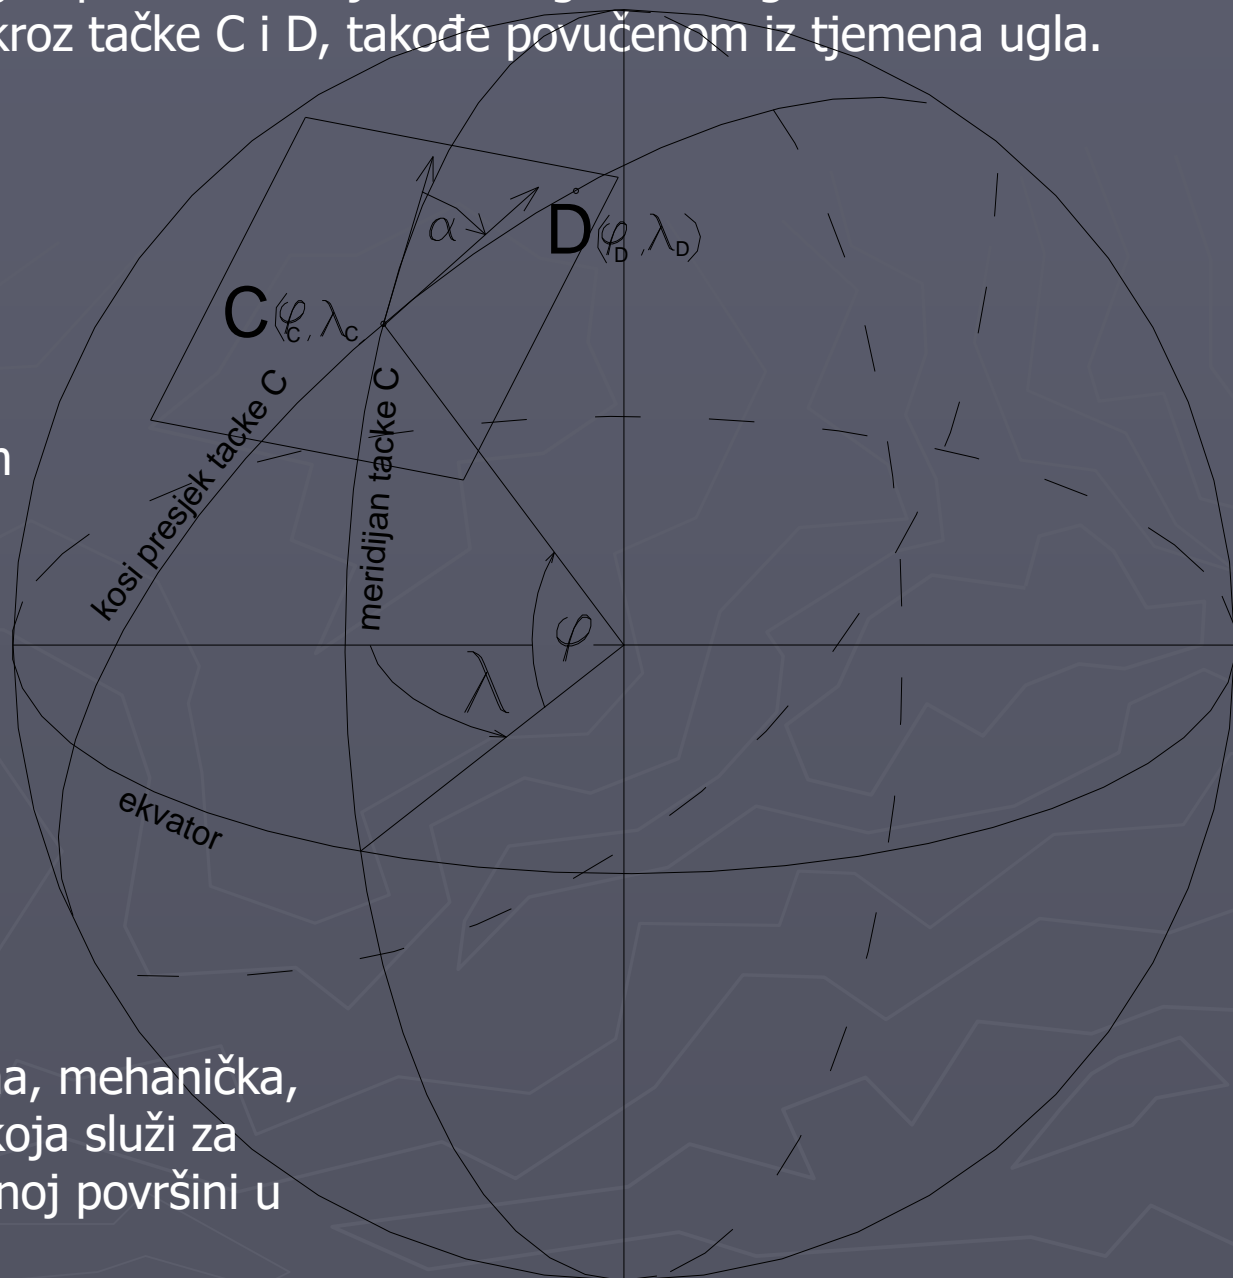 kroz tačke C i D, takođe povučenom iz tjemena ugla.
α
D(φD, λD)
C(φC, λC
kosi presjek tacke C
meridijan tacke C
φ
λ
ekvator
mehanička,
koja služi za
površini u